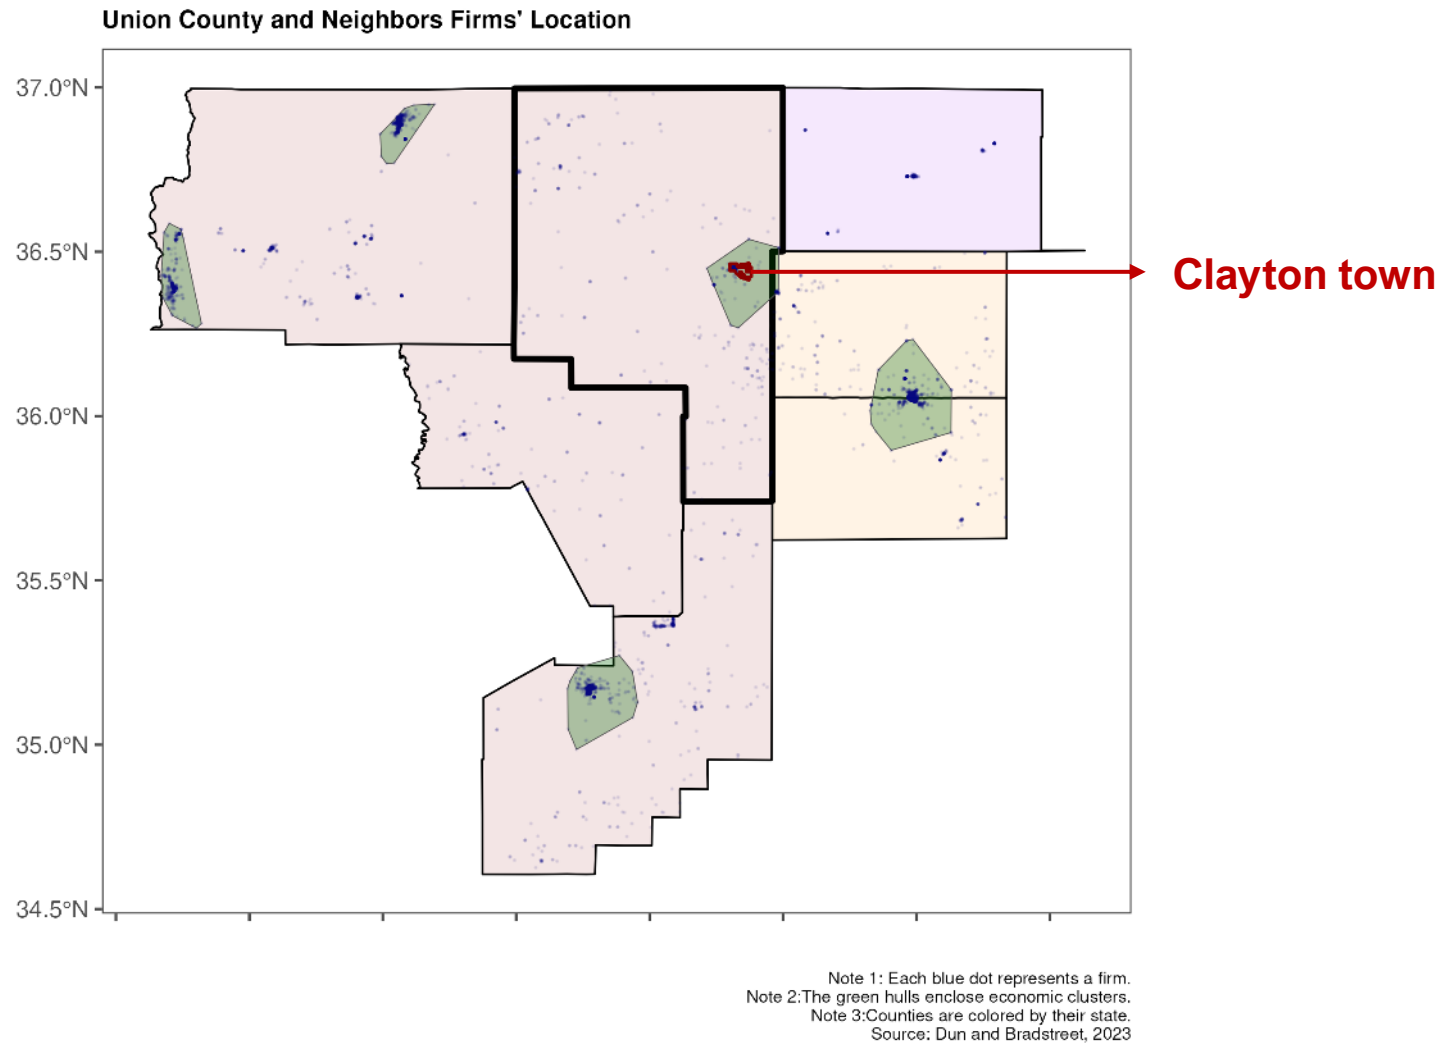 Union County and Neighbors Firms' Location
37.0°N
36.5°N
Clayton town
36.0°N
35.5°N
35.0°N
34.5°N
Note 1: Each blue dot represents a firm.
Note 2:The green hulls enclose economic clusters.
Note 3:Counties are colored by their state.
Source: Dun and Bradstreet, 2023